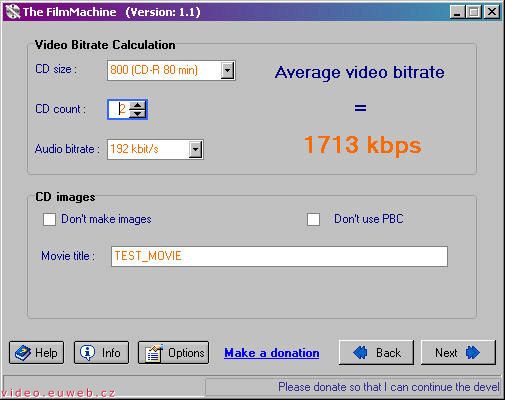 The FilmMachine (Version: 1.1)
Video Bitrate Calculation
CD size : 800 (CD-R 80 min)
CD count : 2
Audio bitrate : 192 kbit/s
Average video bitrate
=
1713 kbps
CD images
Don't make images
Don't use PBC
Movie title : TEST_MOVIE
Help
Info
Options
Make a donation
Back
Next
Please donate so that I can continue the devel
video.euweb.cz